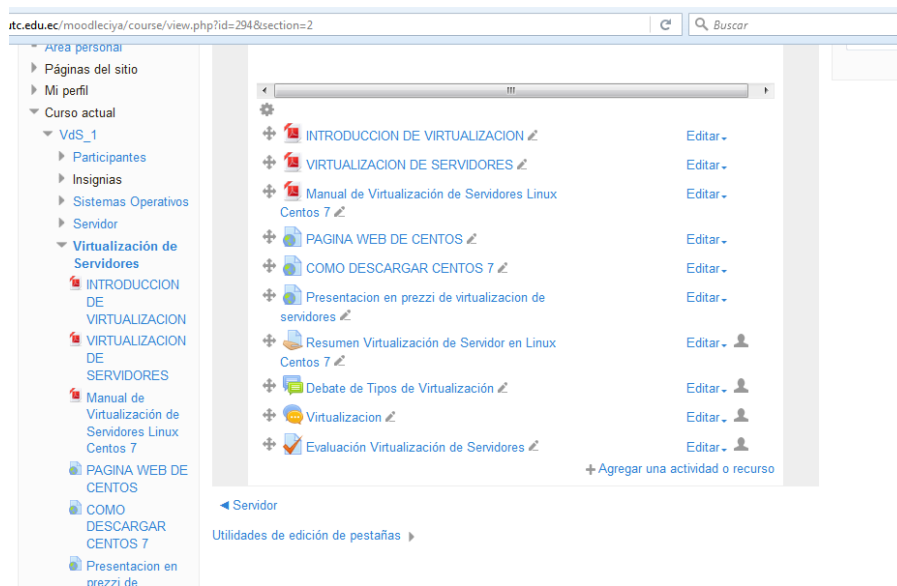 utc.edu.ec/moodleciya/course/view.php?id=294&section=2
Buscar
Area personal
Páginas del sitio
Mi perfil
Curso actual
VdS_1
Participantes
Insignias
Sistemas Operativos
Servidor
Virtualización de
Servidores
INTRODUCCION
DE
VIRTUALIZACION
VIRTUALIZACION
DE
SERVIDORES
Manual de
Virtualización de
Servidores Linux
Centos 7
PAGINA WEB DE
CENTOS
COMO
DESCARGAR
CENTOS 7
Presentacion en
prezzi de
INTRODUCCION DE VIRTUALIZACION Editar
VIRTUALIZACION DE SERVIDORES Editar
Manual de Virtualización de Servidores Linux Editar
Centos 7
PAGINA WEB DE CENTOS Editar
COMO DESCARGAR CENTOS 7 Editar
Presentacion en prezzi de virtualizacion de Editar
servidores
Resumen Virtualización de Servidor en Linux Editar
Centos 7
Debate de Tipos de Virtualización Editar
Virtualizacion Editar
Evaluación Virtualización de Servidores Editar
Agregar una actividad o recurso
Servidor
Utilidades de edición de pestañas